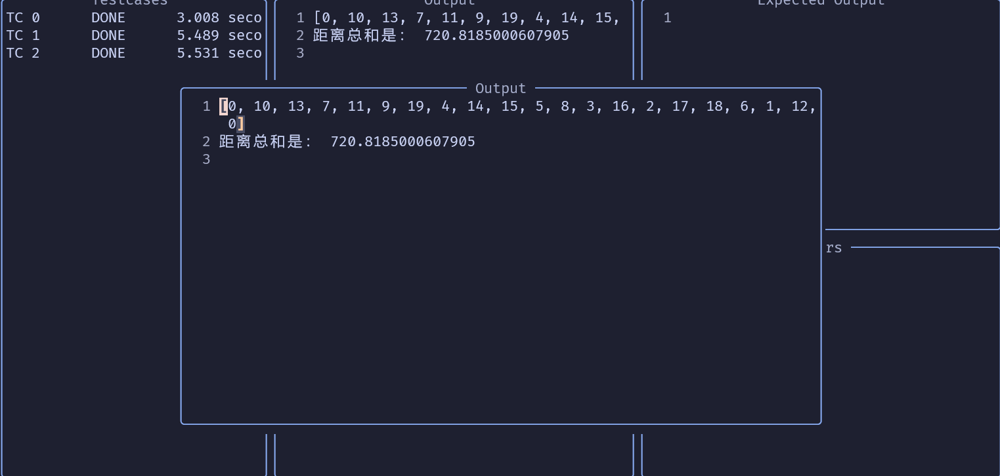 Testcases
TC 0 DONE 3.008 seco
TC 1 DONE 5.489 seco
TC 2 DONE 5.531 seco
Output
1 [0, 10, 13, 7, 11, 9, 19, 4, 14, 15,
2 距离总和是： 720.8185000607905
3
Expected Output
1
Output
1 [0, 10, 13, 7, 11, 9, 19, 4, 14, 15, 5, 8, 3, 16, 2, 17, 18, 6, 1, 12,
0]
2 距离总和是： 720.8185000607905
3
rs